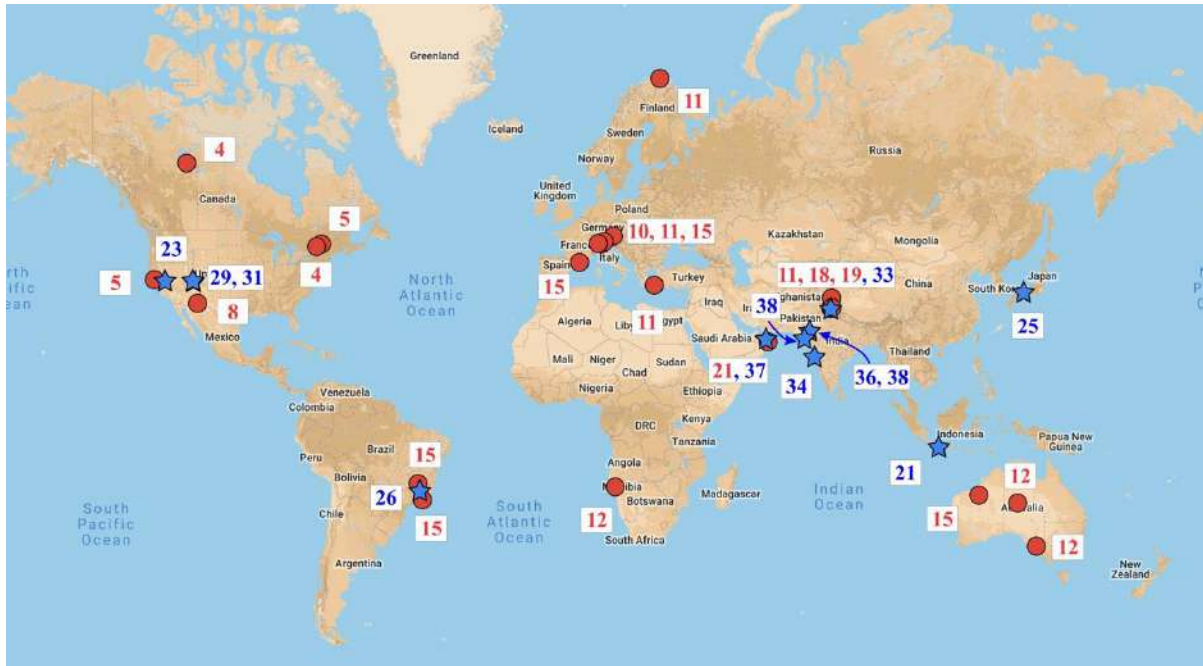 Greenland
11
Finland
Iceland
Sweden
Norway
Russia
4
Canada
United
Kingdom
Poland
5
Germany
10, 11, 15
Kazakhstan
Mongolia
23
France
Italy
4
Spain
Turkey
11, 18, 19, 33
China
Japan
South Ko
5
29, 31
North
Atlantic
Ocean
15
Iraq
8
38
Pakistan
25
Mexico
Algeria
11
Egypt
Saudi Arabia
India
Mali
Niger
Sudan
21, 37
Thailand
Chad
34
36, 38
Nigeria
Ethiopia
Venezuela
Colombia
Kenya
DRC
Indonesia
Papua New
Guinea
Tanzania
Brazil
Peru
15
Angola
21
Bolivia
26
Namibia
Madagascar
Indian
Ocean
12
Botswana
South
Pacific
Ocean
Chile
15
South
Atlantic
Ocean
12
15
Australia
South Africa
12
Argentina
New
Zealand